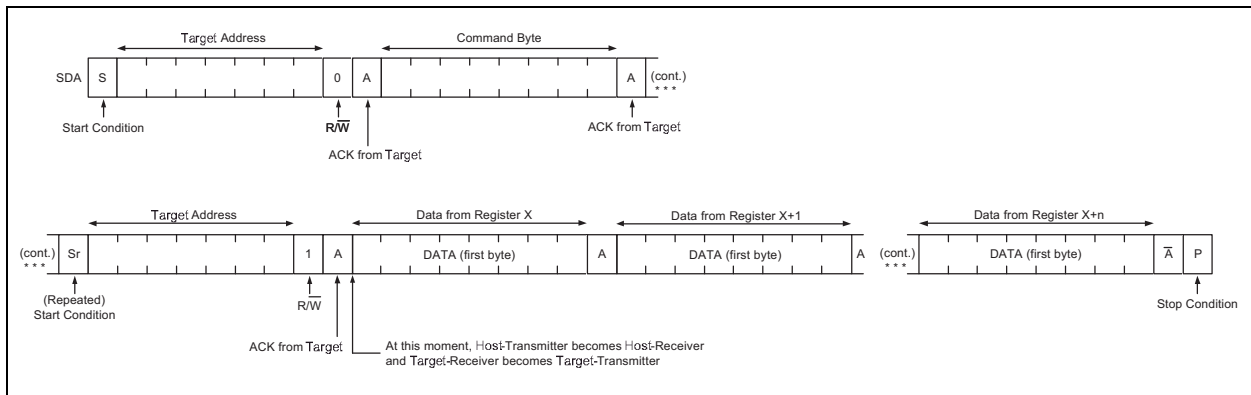 Target Address
Command Byte
SDA S 0 A A (cont.)
* * *
Start Condition
R/W̅
ACK from Target
ACK from Target
Target Address
Data from Register X
Data from Register X+1
Data from Register X+n
(cont.)
* * *
Sr 1 A DATA (first byte) A DATA (first byte) A
(cont.)
* * *
DATA (first byte) A̅ P
(Repeated)
Start Condition
R/W̅
Stop Condition
ACK from Target
At this moment, Host-Transmitter becomes Host-Receiver
and Target-Receiver becomes Target-Transmitter